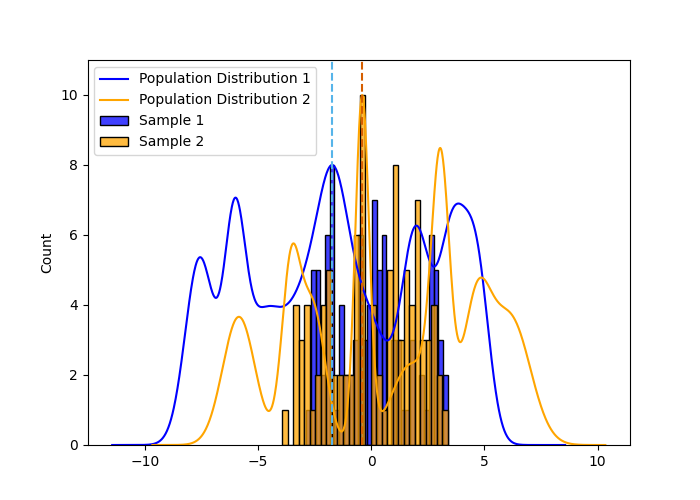 Population Distribution 1
Population Distribution 2
Sample 1
Sample 2
Count
10
8
6
4
2
0
−10
−5
0
5
10